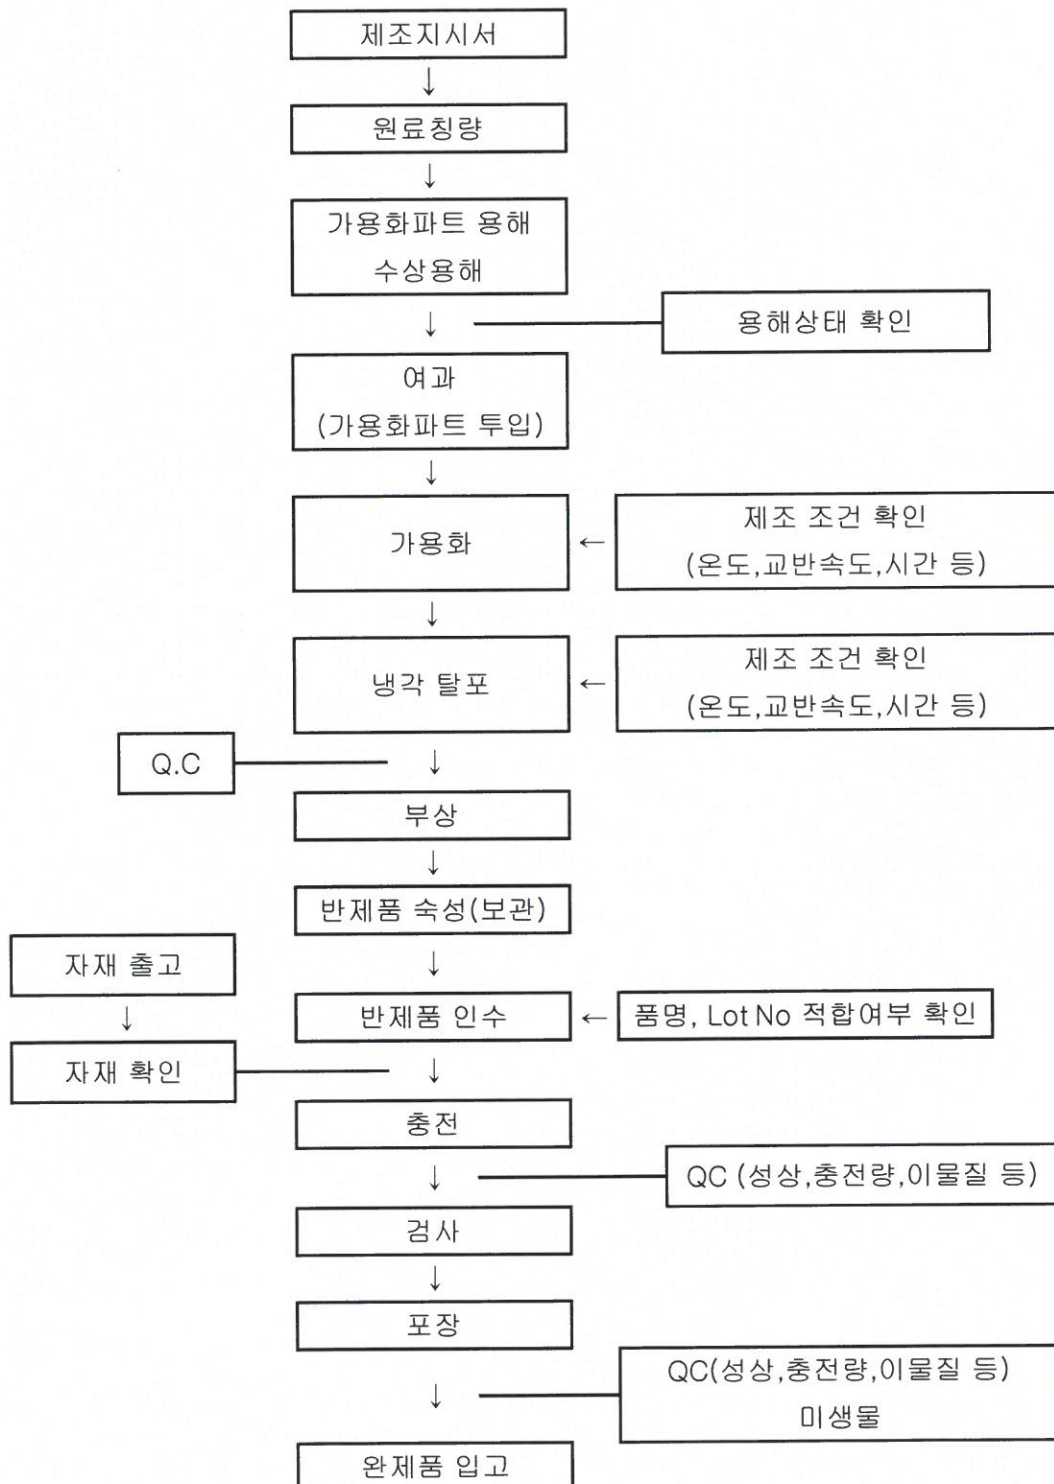 제조지시서
↓
원료칭량
↓
가용화파트 용해
수상용해
↓
용해상태 확인
여과
(가용화파트 투입)
↓
가용화
←
제조 조건 확인
(온도,교반속도,시간 등)
↓
냉각 탈포
←
제조 조건 확인
(온도,교반속도,시간 등)
Q.C
↓
부상
↓
반제품 숙성(보관)
자재 출고
↓
↓
반제품 인수
←
품명, Lot No 적합여부 확인
자재 확인
↓
충전
↓
QC (성상,충전량,이물질 등)
검사
↓
포장
↓
QC(성상,충전량,이물질 등)
미생물
완제품 입고